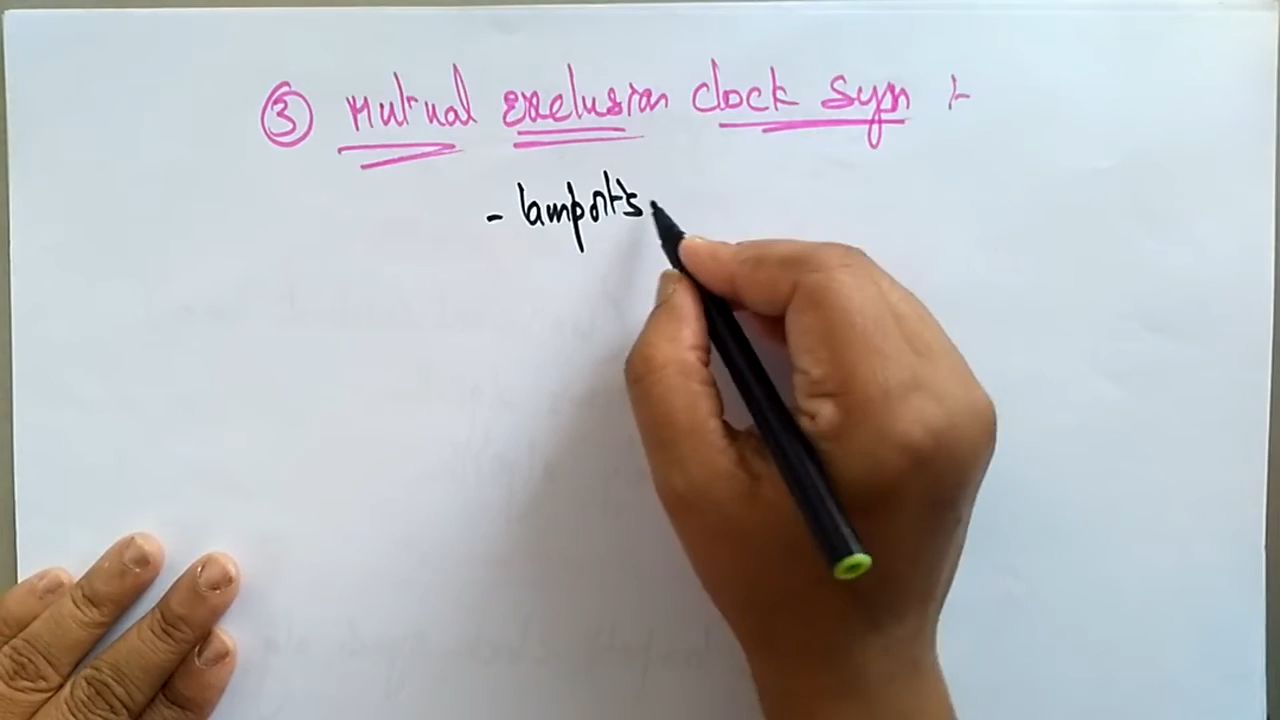 ③ Mutual Exclusion clock syn :-
- lamport's